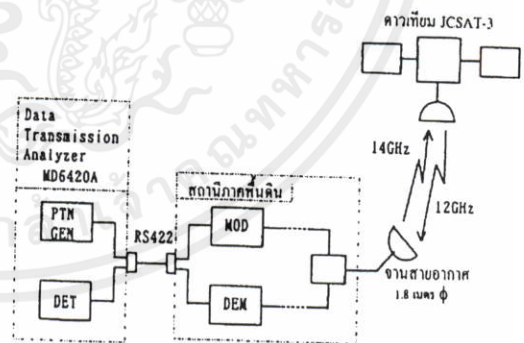 ดาวเทียม JCSAT-3
Data
Transmission
Analyzer
MD6420A
14GHz
12GHz
สถานีภาคพื้นดิน
PTN
GEN
RS422
MOD
DET
DEM
จานสายอากาศ
1.8 เมตร ϕ